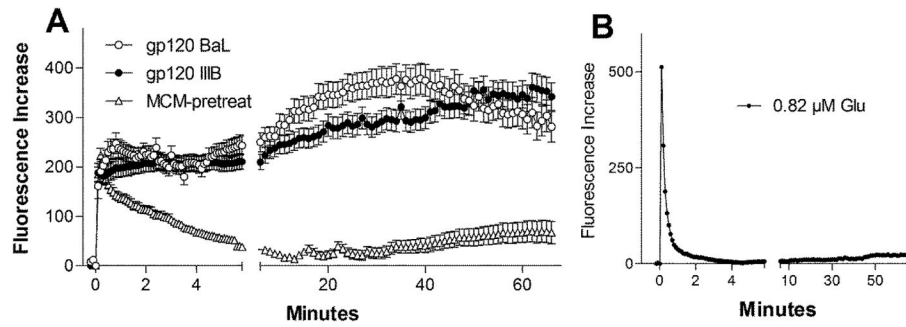 A
gp120 BaL
gp120 IIIB
MCM-pretreat
Fluorescence Increase
400
300
200
100
0
0 2 4 20 40 60
Minutes
B
0.82 µM Glu
Fluorescence Increase
500
250
0
0 2 4 10 30 50
Minutes